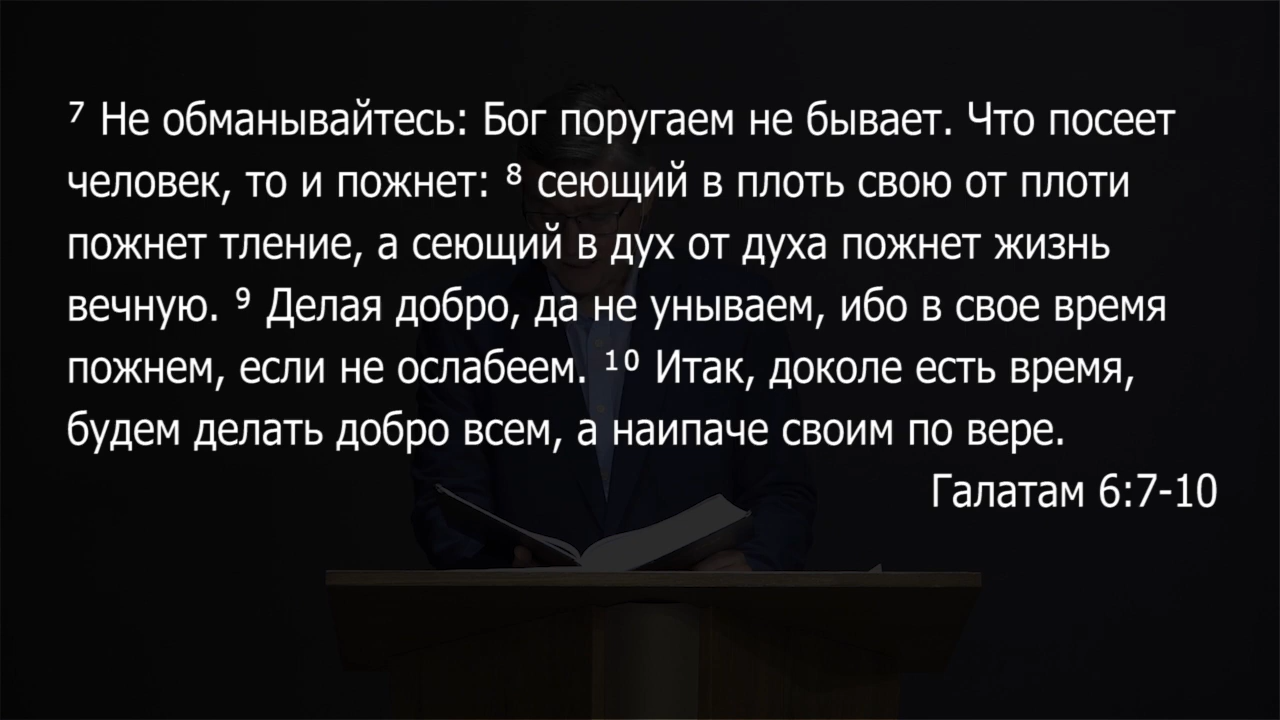 ⁷ Не обманывайтесь: Бог поругаем не бывает. Что посеет
человек, то и пожнет: ⁸ сеющий в плоть свою от плоти
пожнет тление, а сеющий в дух от духа пожнет жизнь
вечную. ⁹ Делая добро, да не унываем, ибо в свое время
пожнем, если не ослабеем. ¹⁰ Итак, доколе есть время,
будем делать добро всем, а наипаче своим по вере.
Галатам 6:7-10